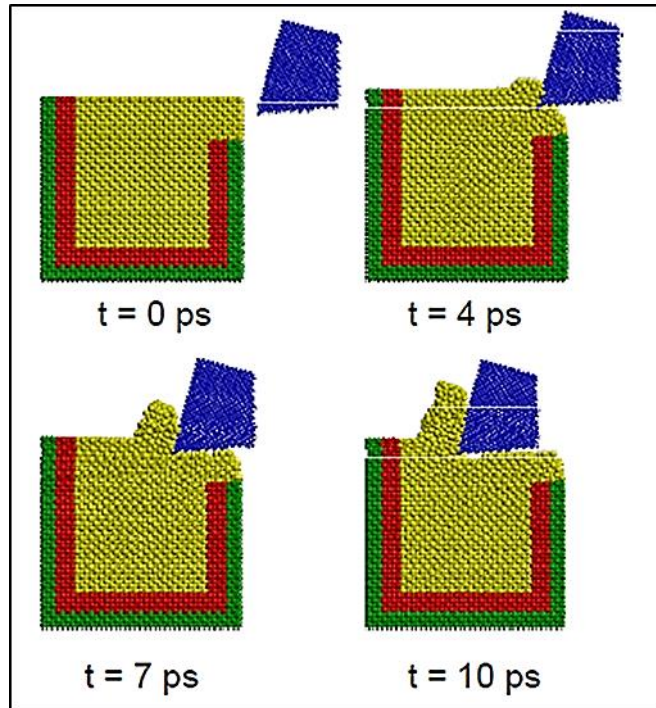 t = 0 ps
t = 4 ps
t = 7 ps
t = 10 ps